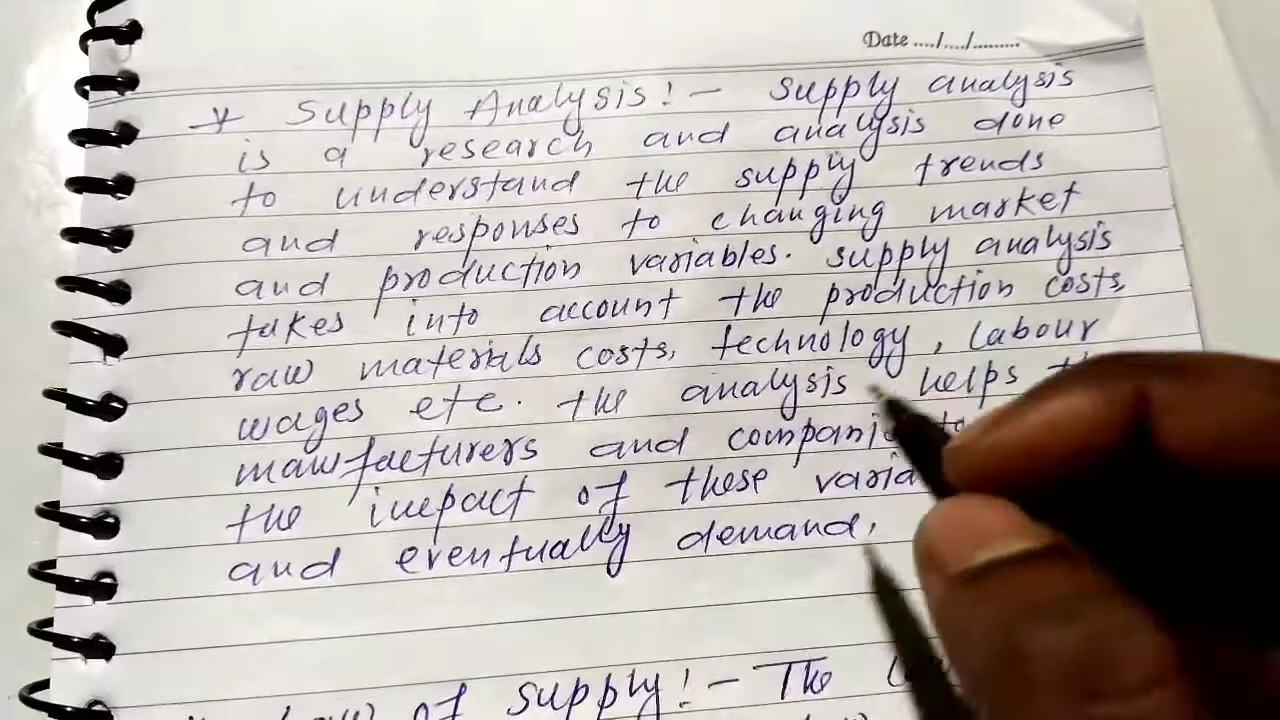 Date ..../..../.........
* Supply Analysis:- Supply analysis
is a research and analysis done
to understand the supply trends
and responses to changing market
and production variables. Supply analysis
takes into account the production costs,
raw materials costs, technology, labour
wages etc. the analysis helps
manufacturers and
the impact of these
and eventually demand.
of supply:- The